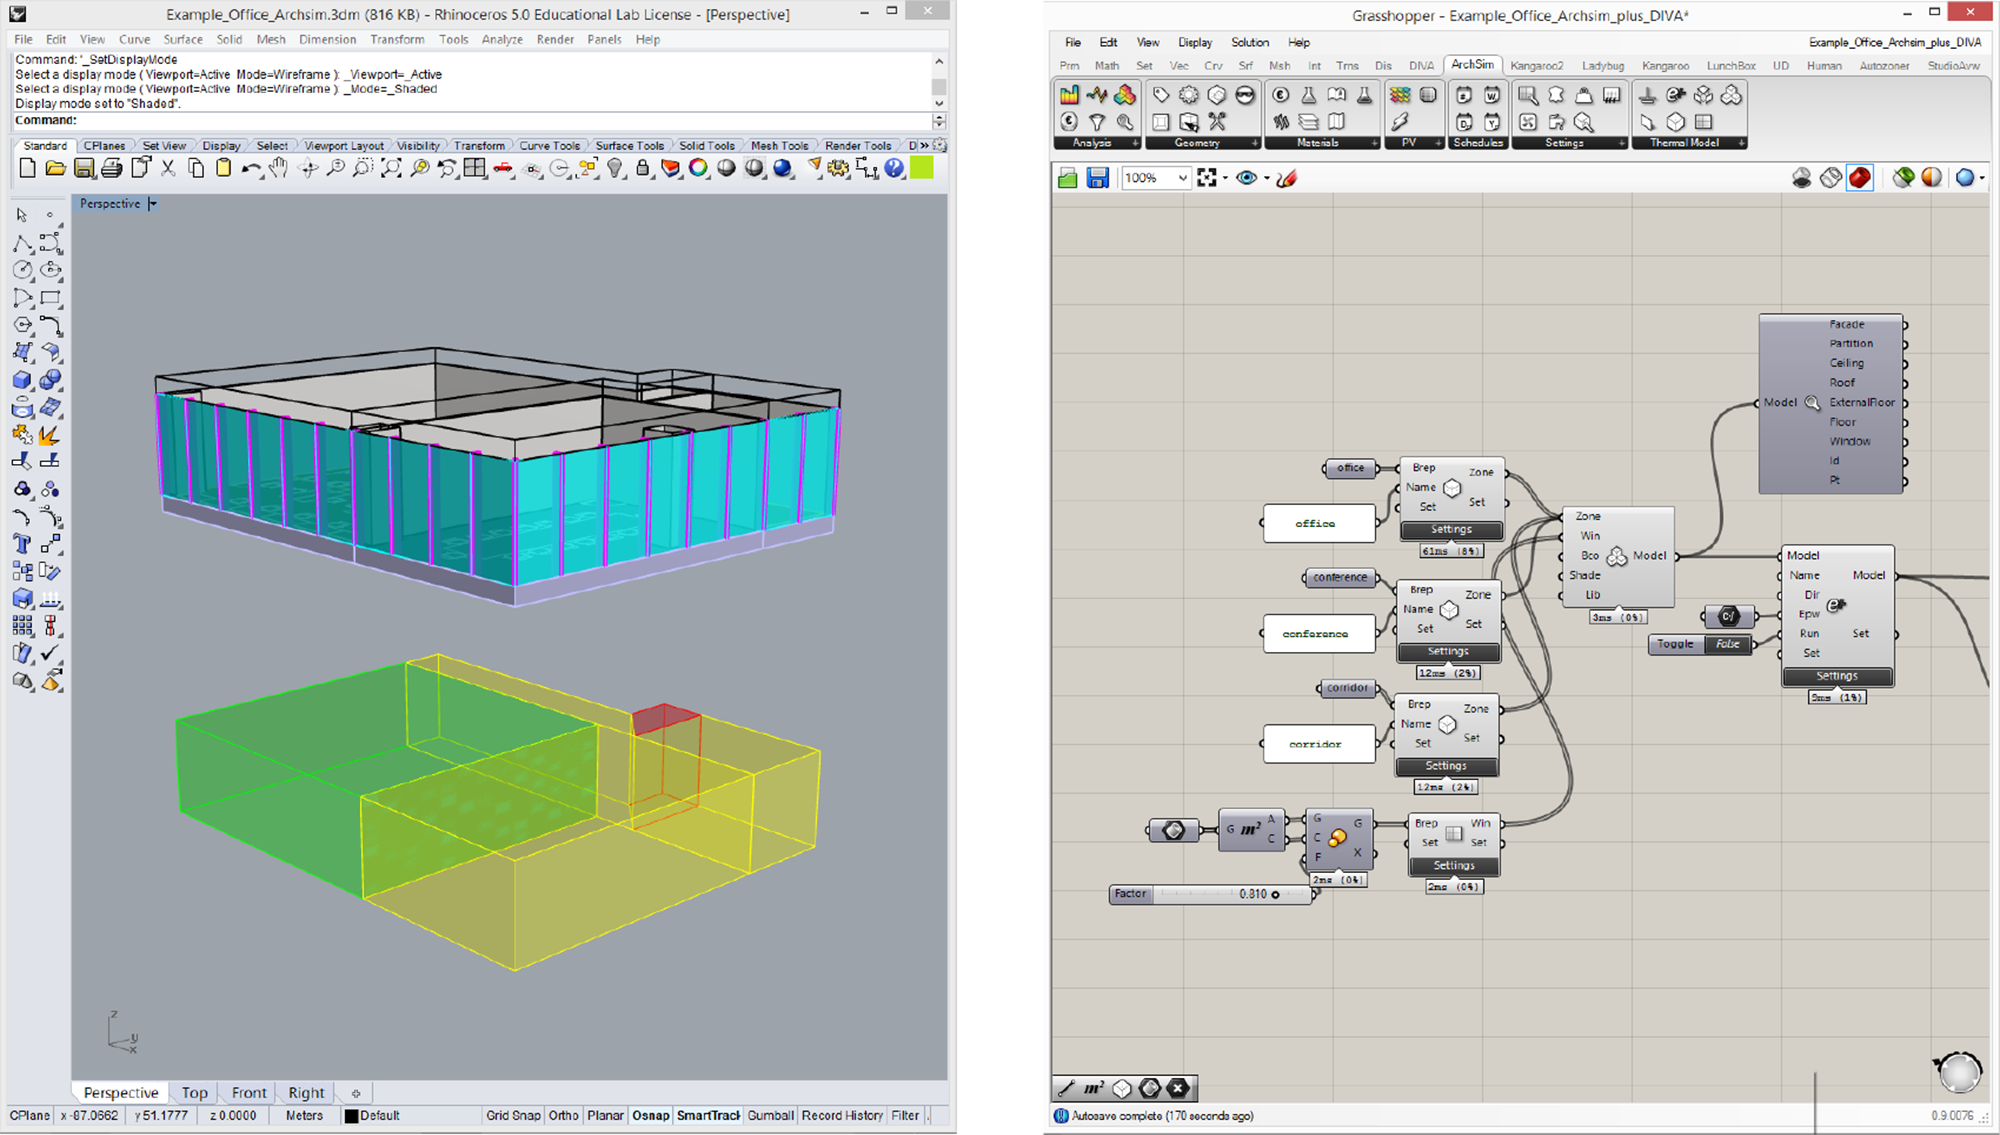 Example_Office_Archsim.3dm (816 KB) - Rhinoceros 5.0 Educational Lab License - [Perspective]
File Edit View Curve Surface Solid Mesh Dimension Transform Tools Analyze Render Panels Help
Command: '_SetDisplayMode
Select a display mode ( Viewport=Active Mode=Wireframe ): _Viewport=_Active
Select a display mode ( Viewport=Active Mode=Wireframe ): _Mode=_Shaded
Display mode set to "Shaded".
Command:
Standard CPlanes Set View Display Select Viewport Layout Visibility Transform Curve Tools Surface Tools Solid Tools Mesh Tools Render Tools D »
Perspective
z
y
x
Perspective Top Front Right
CPlane x -87.0662 y 51.1777 z 0.0000 Meters Default Grid Snap Ortho Planar Osnap SmartTrack Gumball Record History Filter
Grasshopper - Example_Office_Archsim_plus_DIVA*
File Edit View Display Solution Help Example_Office_Archsim_plus_DIVA
Prm Math Set Vec Crv Srf Msh Int Trns Dis DIVA ArchSim Kangaroo2 Ladybug Kangaroo LunchBox UD Human Autozoner StudioAvw
Analysis Geometry Materials PV Schedules Settings Thermal Model
100%
Facade
Partition
Ceiling
Roof
Model ExternalFloor
Floor
Window
Id
Pt
office
Brep Zone
Name
Set Set
Settings
61ms (8%)
office
conference
Brep Zone
Name
Set Set
Settings
12ms (2%)
conference
corridor
Brep Zone
Name
Set Set
Settings
12ms (2%)
corridor
Zone
Win
Bco Model
Shade
Lib
3ms (0%)
Model
Name Model
Dir
Epw
Run Set
Set
Settings
9ms (1%)
C:/
Toggle False
G m² A
C
G G
C
F X
2ms (0%)
Brep Win
Set Set
Settings
2ms (0%)
Factor 0.810
m²
Autosave complete (170 seconds ago) 0.9.0076